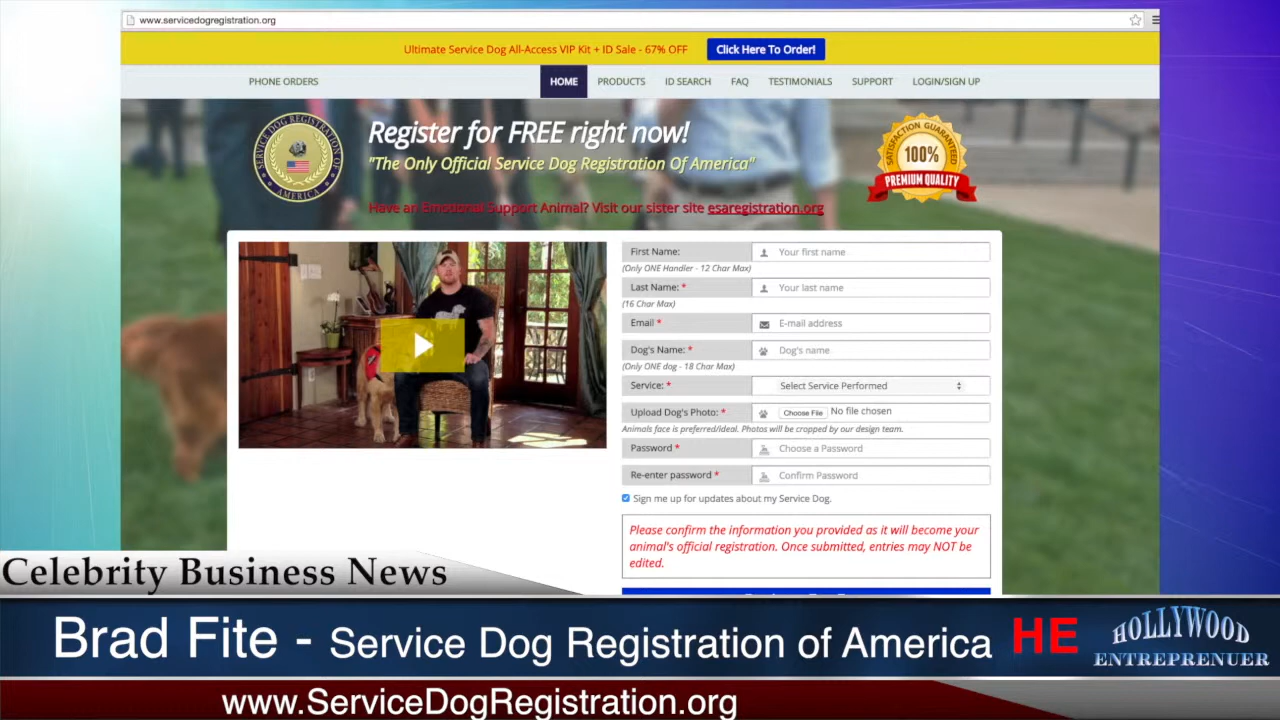 www.servicedogregistration.org
Ultimate Service Dog All-Access VIP Kit + ID Sale - 67% OFF
Click Here To Order!
PHONE ORDERS
HOME
PRODUCTS
ID SEARCH
FAQ
TESTIMONIALS
SUPPORT
LOGIN/SIGN UP
SERVICE DOG REGISTRATION OF
AMERICA
Register for FREE right now!
"The Only Official Service Dog Registration Of America"
Have an Emotional Support Animal? Visit our sister site esaregistration.org
SATISFACTION GUARANTEED
100%
PREMIUM QUALITY
First Name:
Your first name
(Only ONE Handler - 12 Char Max)
Last Name: *
Your last name
(16 Char Max)
Email *
E-mail address
Dog's Name: *
Dog's name
(Only ONE dog - 18 Char Max)
Service: *
Select Service Performed
Upload Dog's Photo: *
Choose File
No file chosen
Animals face is preferred/ideal. Photos will be cropped by our design team.
Password *
Choose a Password
Re-enter password *
Confirm Password
Sign me up for updates about my Service Dog.
Please confirm the information you provided as it will become your
animal's official registration. Once submitted, entries may NOT be
edited.
Celebrity Business News
Brad Fite - Service Dog Registration of America
HE
HOLLYWOOD
ENTREPRENUER
www.ServiceDogRegistration.org